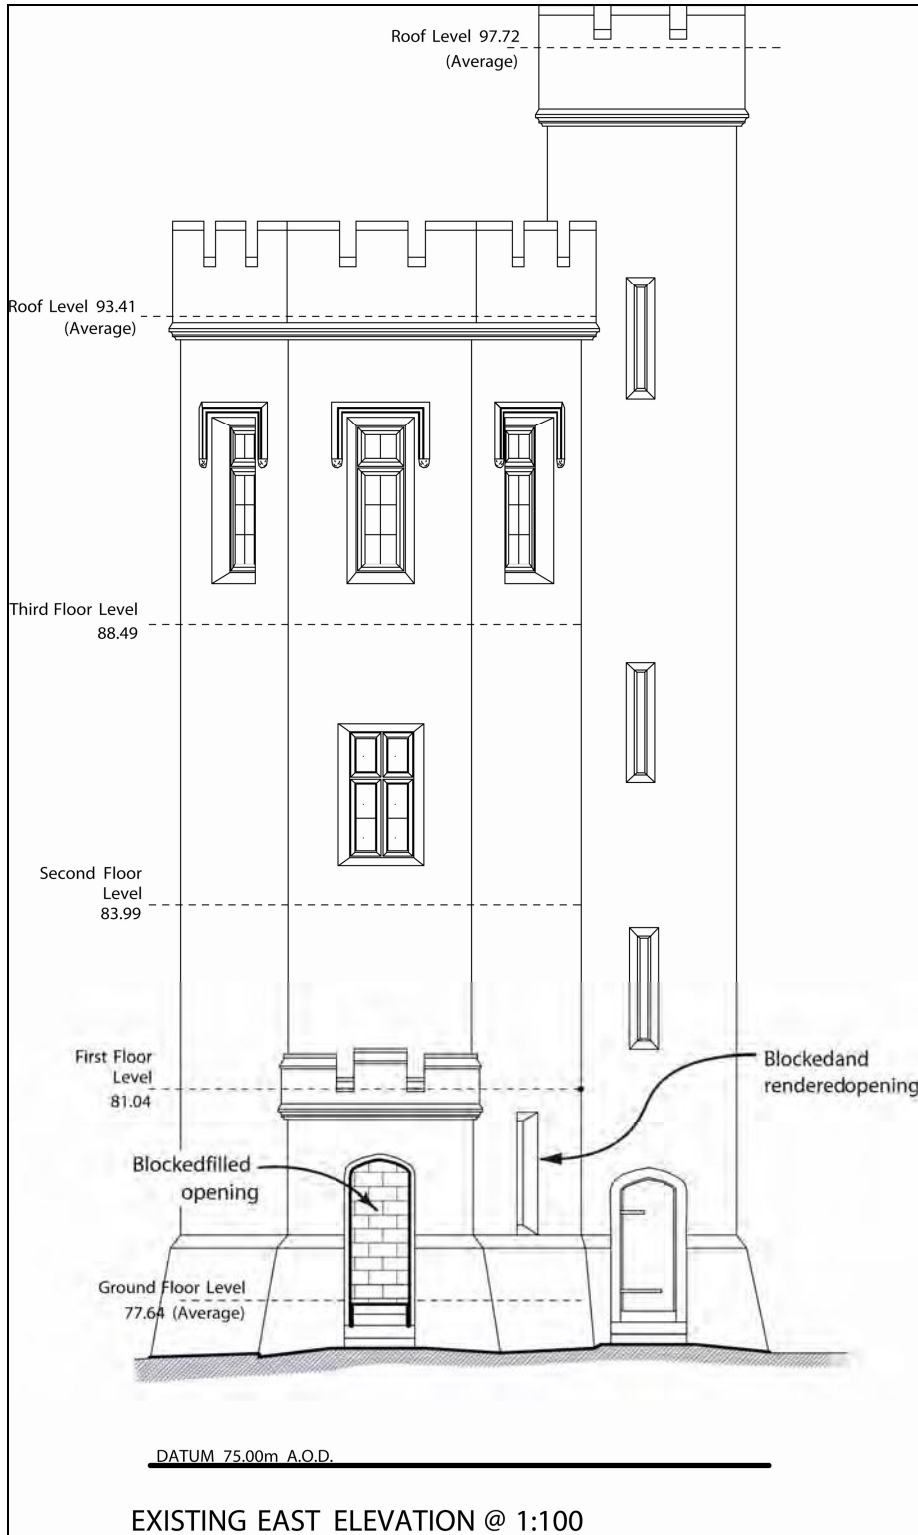 Roof Level 97.72
(Average)
Roof Level 93.41
(Average)
Third Floor Level
88.49
Second Floor
Level
83.99
First Floor
Level
81.04
Blockedand
renderedopening
Blockedfilled
opening
Ground Floor Level
77.64 (Average)
DATUM 75.00m A.O.D.
EXISTING EAST ELEVATION @ 1:100